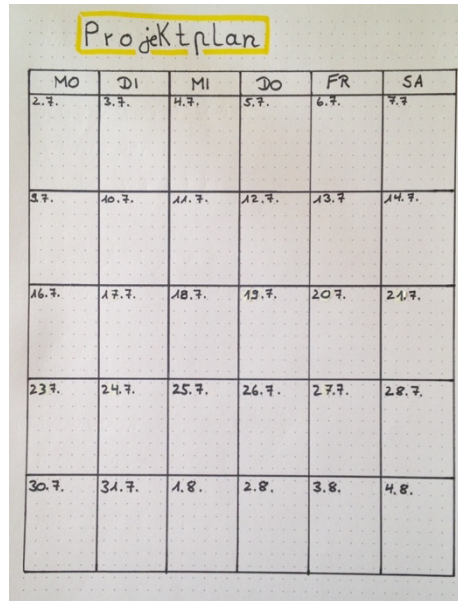 Projektplan
MO DI MI DO FR SA
2.7. 3.7. 4.7. 5.7. 6.7. 7.7
9.7. 10.7. 11.7. 12.7. 13.7 14.7.
16.7. 17.7. 18.7. 19.7. 20 7. 21.7.
23 7. 24.7. 25.7. 26.7. 27.7. 28.7.
30.7. 31.7. 1.8. 2.8. 3.8. 4.8.